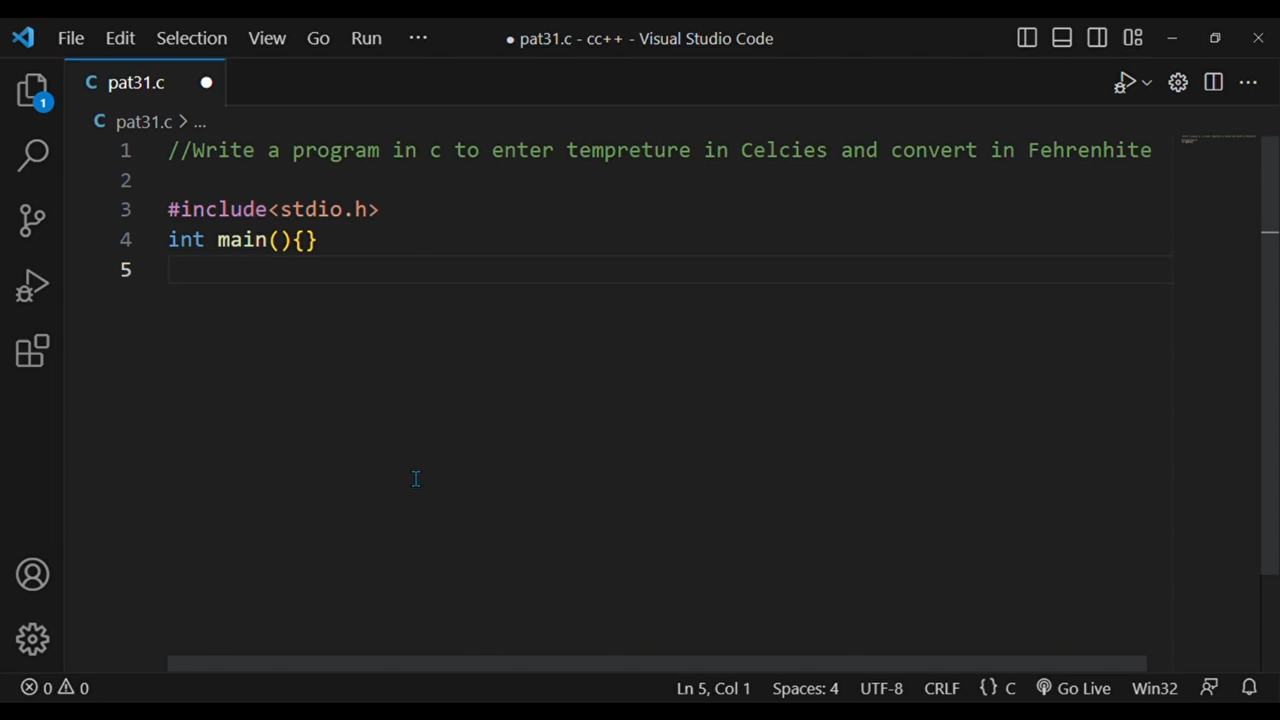 File Edit Selection View Go Run ··· ● pat31.c - cc++ - Visual Studio Code
C pat31.c ●
1
C pat31.c > ...
1 //Write a program in c to enter tempreture in Celcies and convert in Fehrenhite
2
3 #include<stdio.h>
4 int main(){}
5
0 0 Ln 5, Col 1 Spaces: 4 UTF-8 CRLF {} C Go Live Win32